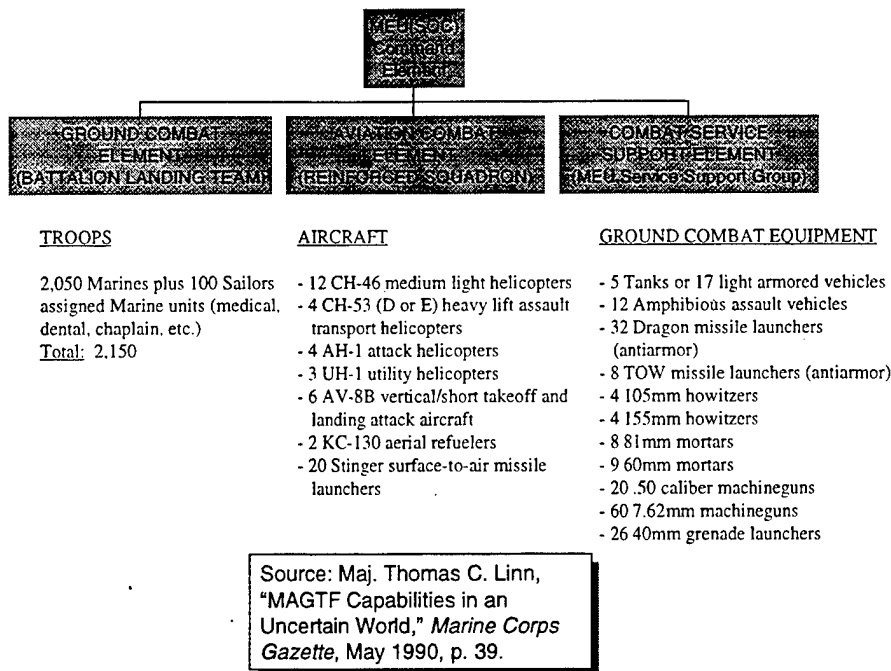 MEU(SOC)
Command
Element
GROUND COMBAT
ELEMENT
(BATTALION LANDING TEAM)
AVIATION COMBAT
ELEMENT
(REINFORCED SQUADRON)
COMBAT SERVICE
SUPPORT ELEMENT
(MEU Service Support Group)
TROOPS
2,050 Marines plus 100 Sailors
assigned Marine units (medical,
dental, chaplain, etc.)
Total: 2,150
AIRCRAFT
- 12 CH-46 medium light helicopters
- 4 CH-53 (D or E) heavy lift assault
transport helicopters
- 4 AH-1 attack helicopters
- 3 UH-1 utility helicopters
- 6 AV-8B vertical/short takeoff and
landing attack aircraft
- 2 KC-130 aerial refuelers
- 20 Stinger surface-to-air missile
launchers
GROUND COMBAT EQUIPMENT
- 5 Tanks or 17 light armored vehicles
- 12 Amphibious assault vehicles
- 32 Dragon missile launchers
(antiarmor)
- 8 TOW missile launchers (antiarmor)
- 4 105mm howitzers
- 4 155mm howitzers
- 8 81mm mortars
- 9 60mm mortars
- 20 .50 caliber machineguns
- 60 7.62mm machineguns
- 26 40mm grenade launchers
Source: Maj. Thomas C. Linn,
"MAGTF Capabilities in an
Uncertain World," Marine Corps
Gazette, May 1990, p. 39.